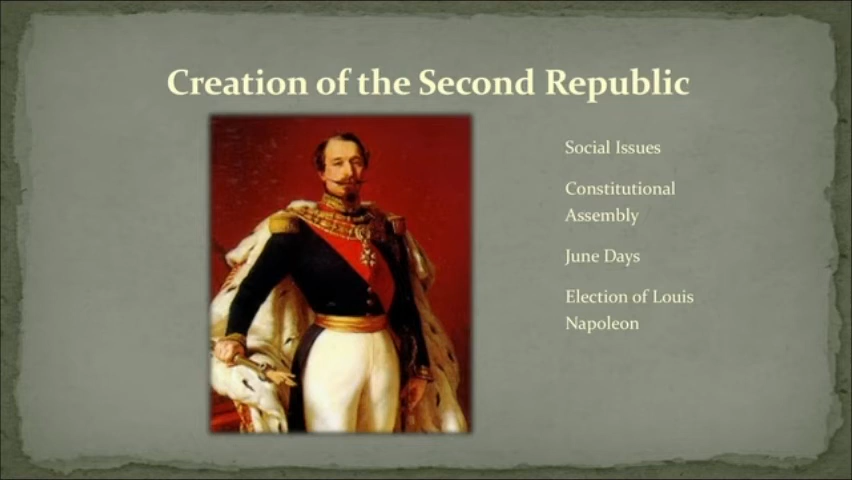 Creation of the Second Republic
Social Issues
Constitutional
Assembly
June Days
Election of Louis
Napoleon